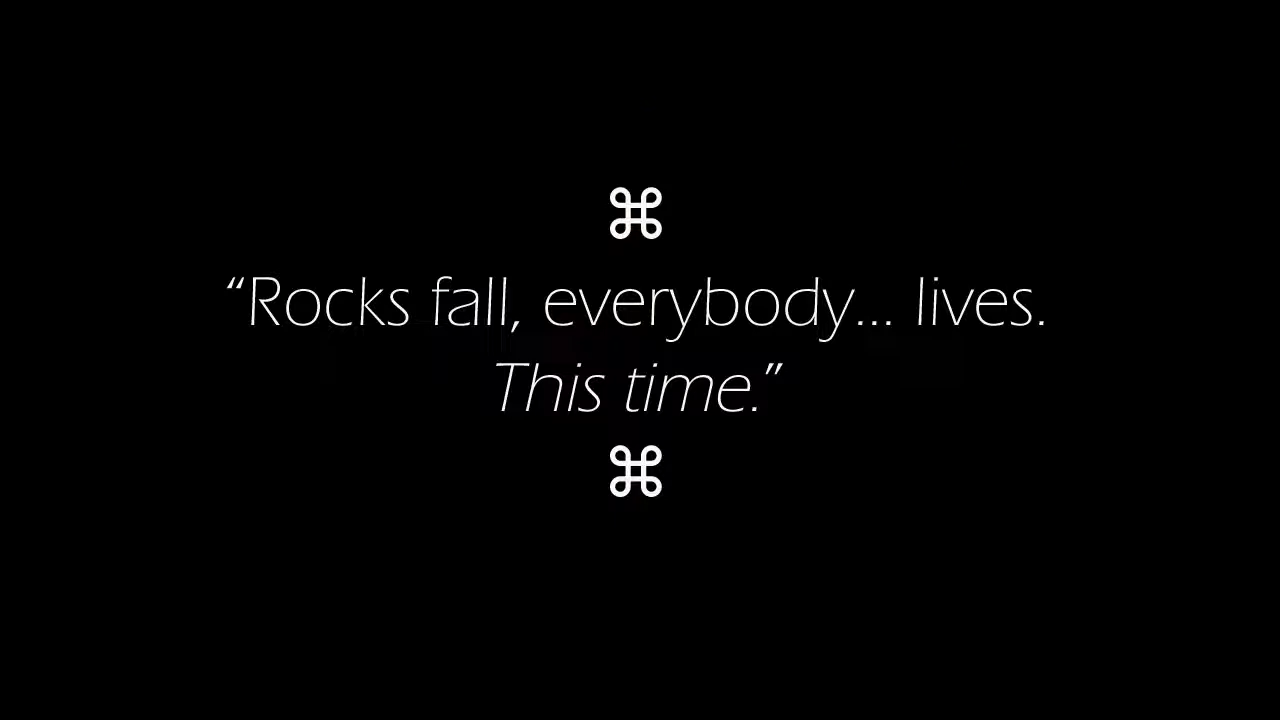 ⌘
“Rocks fall, everybody... lives.
This time.”
⌘